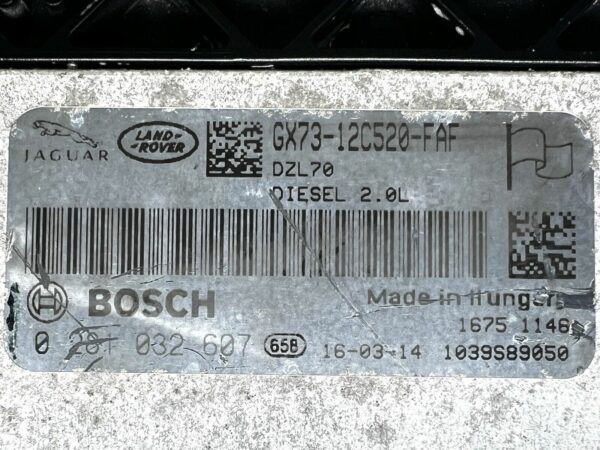 JAGUAR
LAND-
ROVER
GX73-12C520-FAF
DZL70
DIESEL 2.0L
BOSCH
Made in Hungary
1675 1146
0 281 032 607 65B 16-03-14 1039S89050